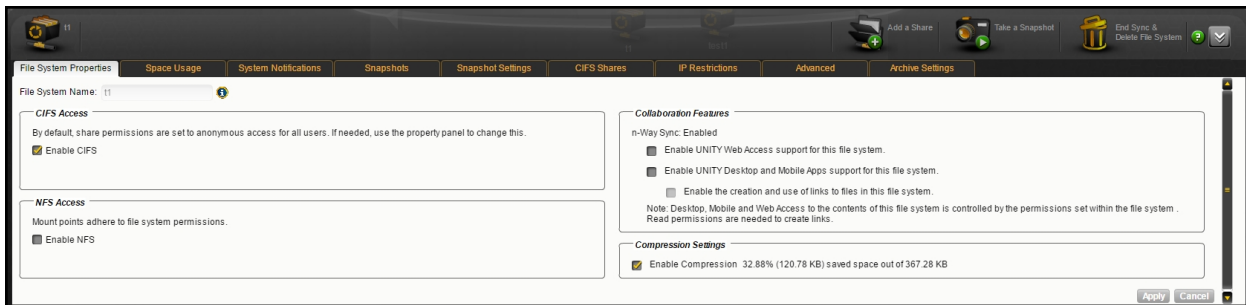 t1
t1
test1
Add a Share
Take a Snapshot
End Sync &
Delete File System
File System Properties
Space Usage
System Notifications
Snapshots
Snapshot Settings
CIFS Shares
IP Restrictions
Advanced
Archive Settings
File System Name: t1
CIFS Access
By default, share permissions are set to anonymous access for all users. If needed, use the property panel to change this.
Enable CIFS
NFS Access
Mount points adhere to file system permissions.
Enable NFS
Collaboration Features
n-Way Sync: Enabled
Enable UNITY Web Access support for this file system.
Enable UNITY Desktop and Mobile Apps support for this file system.
Enable the creation and use of links to files in this file system.
Note: Desktop, Mobile and Web Access to the contents of this file system is controlled by the permissions set within the file system .
Read permissions are needed to create links.
Compression Settings
Enable Compression 32.88% (120.78 KB) saved space out of 367.28 KB
Apply
Cancel